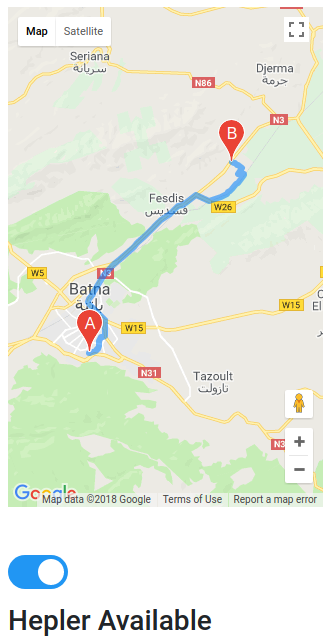 Map Satellite
Seriana
سريانة
Djerma
جرمة
N86
N3
B
Fesdis
فسديس
W26
W5
N3
Batna
باتنة
A
W15
W15
N31
Tazoult
تازولت
N3
Google
Map data ©2018 Google Terms of Use Report a map error
Hepler Available